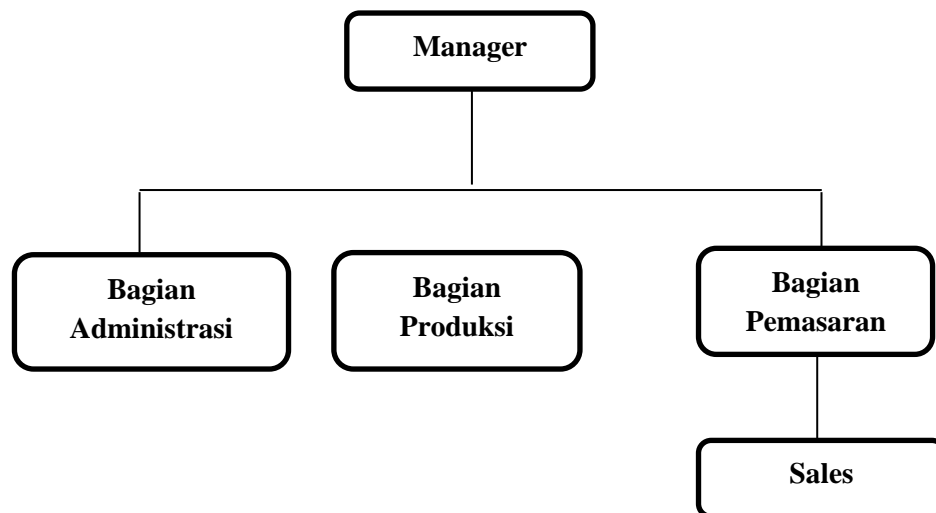 Manager
Bagian
Administrasi
Bagian
Produksi
Bagian
Pemasaran
Sales